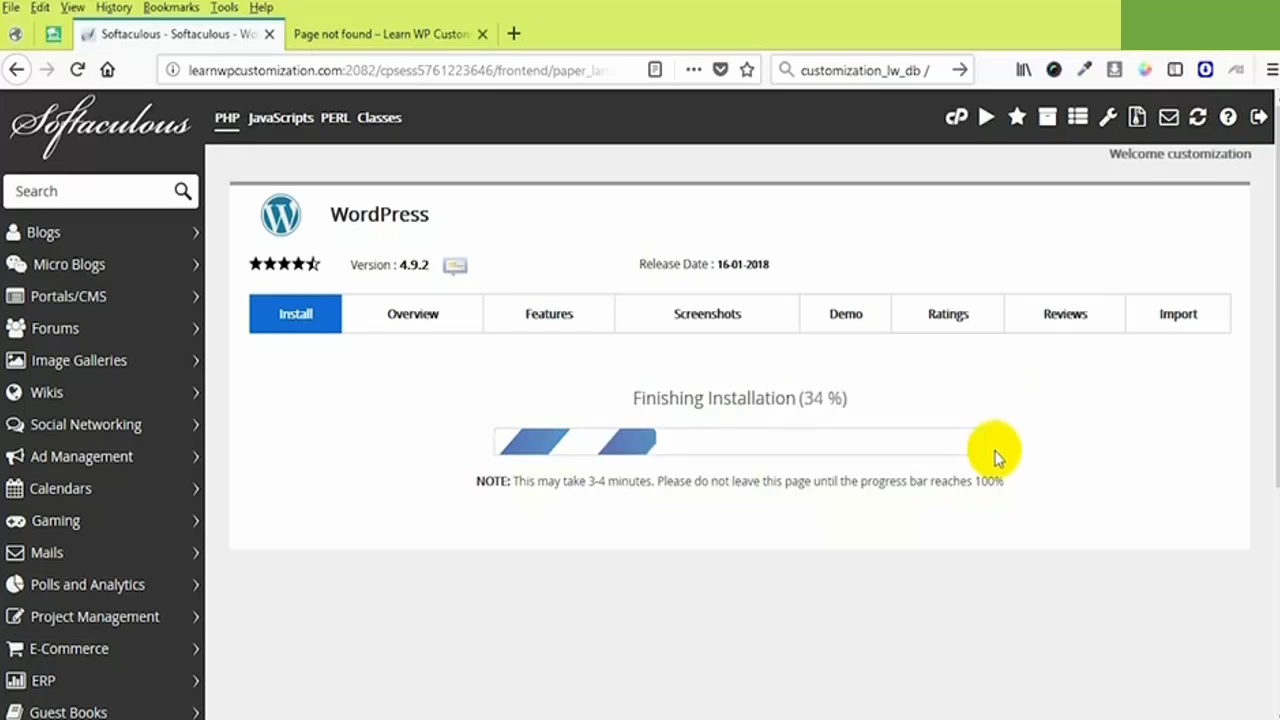 File Edit View History Bookmarks Tools Help
Softaculous - Softaculous - Wo
Page not found – Learn WP Custon
learnwpcustomization.com:2082/cpsess5761223646/frontend/paper_lan
customization_lw_db /
Softaculous
PHP JavaScripts PERL Classes
cP
Welcome customization
Search
Blogs
Micro Blogs
Portals/CMS
Forums
Image Galleries
Wikis
Social Networking
Ad Management
Calendars
Gaming
Mails
Polls and Analytics
Project Management
E-Commerce
ERP
Guest Books
WordPress
Version : 4.9.2
Release Date : 16-01-2018
Install Overview Features Screenshots Demo Ratings Reviews Import
Finishing Installation (34 %)
NOTE: This may take 3-4 minutes. Please do not leave this page until the progress bar reaches 100%